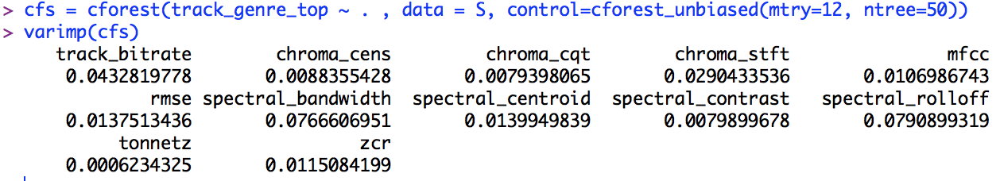 > cfs = cforest(track_genre_top ~ . , data = S, control=cforest_unbiased(mtry=12, ntree=50))
> varimp(cfs)
track_bitrate chroma_cens chroma_cqt chroma_stft mfcc
0.0432819778 0.0088355428 0.0079398065 0.0290433536 0.0106986743
rmse spectral_bandwidth spectral_centroid spectral_contrast spectral_rolloff
0.0137513436 0.0766606951 0.0139949839 0.0079899678 0.0790899319
tonnetz zcr
0.0006234325 0.0115084199